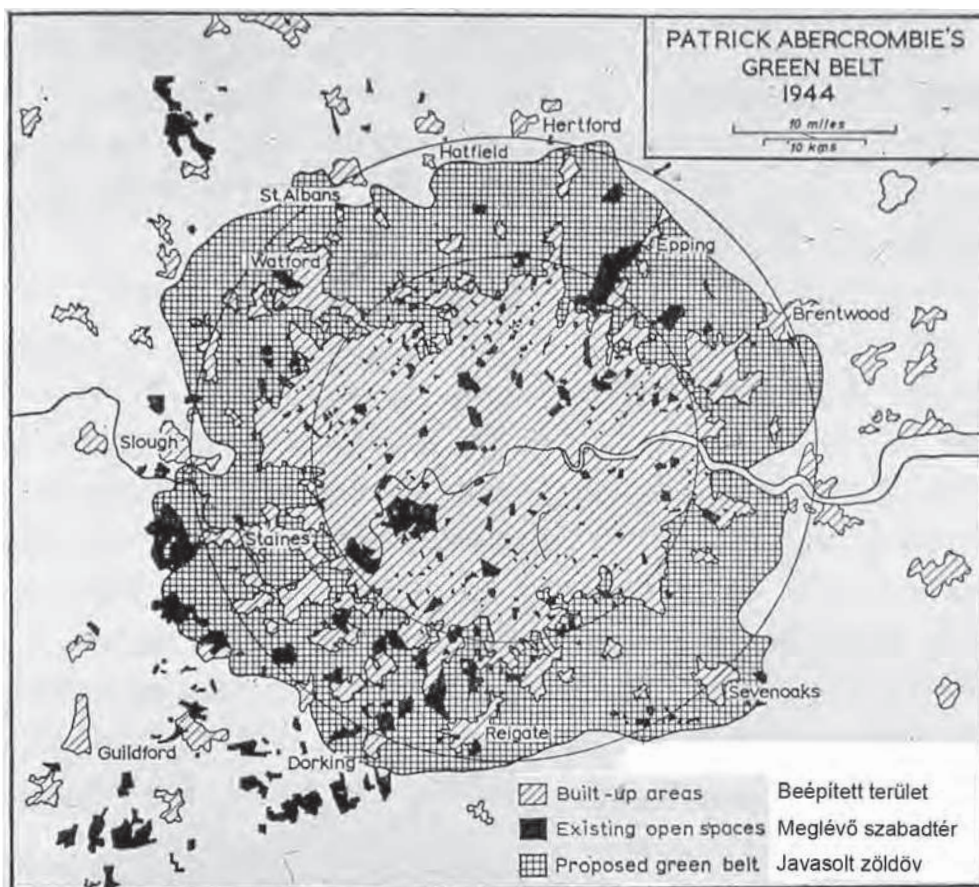 PATRICK ABERCROMBIE'S
GREEN BELT
1944
10 miles
10 kms
Hertford
Hatfield
St. Albans
Watford
Epping
Brentwood
Slough
Staines
Sevenoaks
Reigate
Guildford
Dorking
Built-up areas Beépített terület
Existing open spaces Meglévő szabadtér
Proposed green belt Javasolt zöldöv